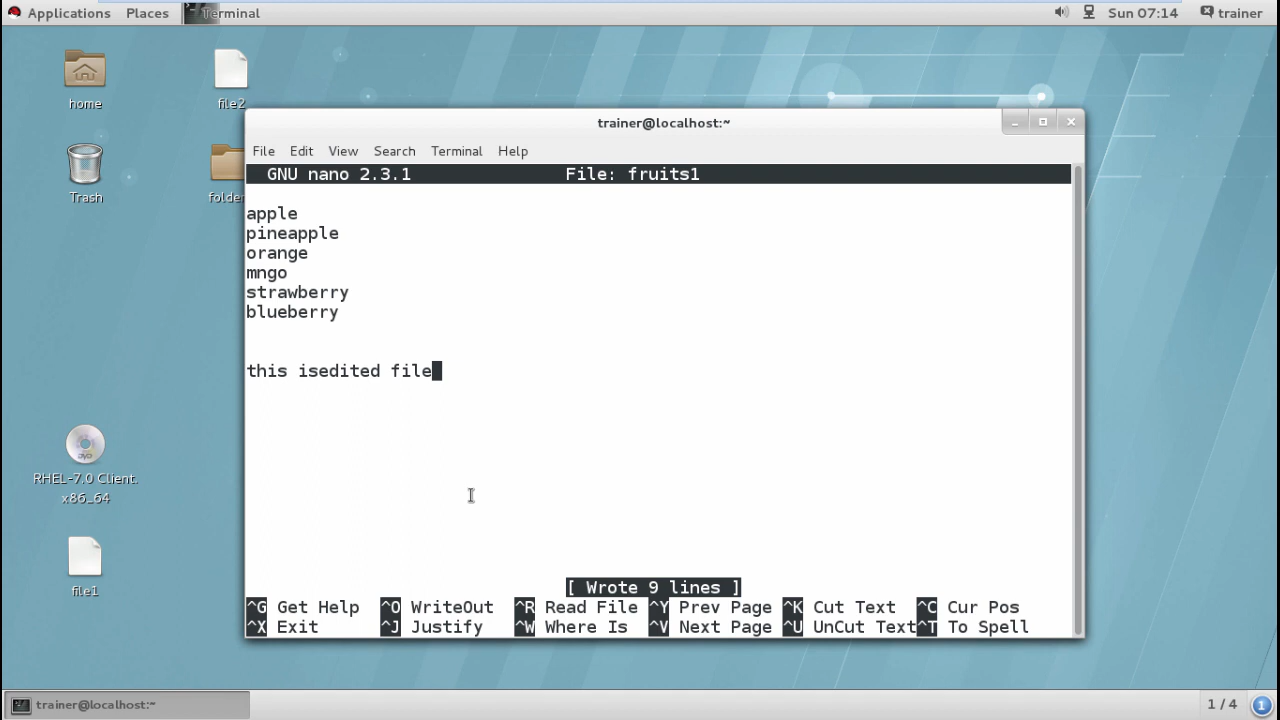 Applications Places Terminal Sun 07:14 trainer
home
file2
Trash
folder
RHEL-7.0 Client.
x86_64
file1
trainer@localhost:~
File Edit View Search Terminal Help
GNU nano 2.3.1 File: fruits1
apple
pineapple
orange
mngo
strawberry
blueberry
this isedited file
[ Wrote 9 lines ]
^G Get Help ^O WriteOut ^R Read File ^Y Prev Page ^K Cut Text ^C Cur Pos
^X Exit ^J Justify ^W Where Is ^V Next Page ^U UnCut Text ^T To Spell
trainer@localhost:~ 1 / 4 1